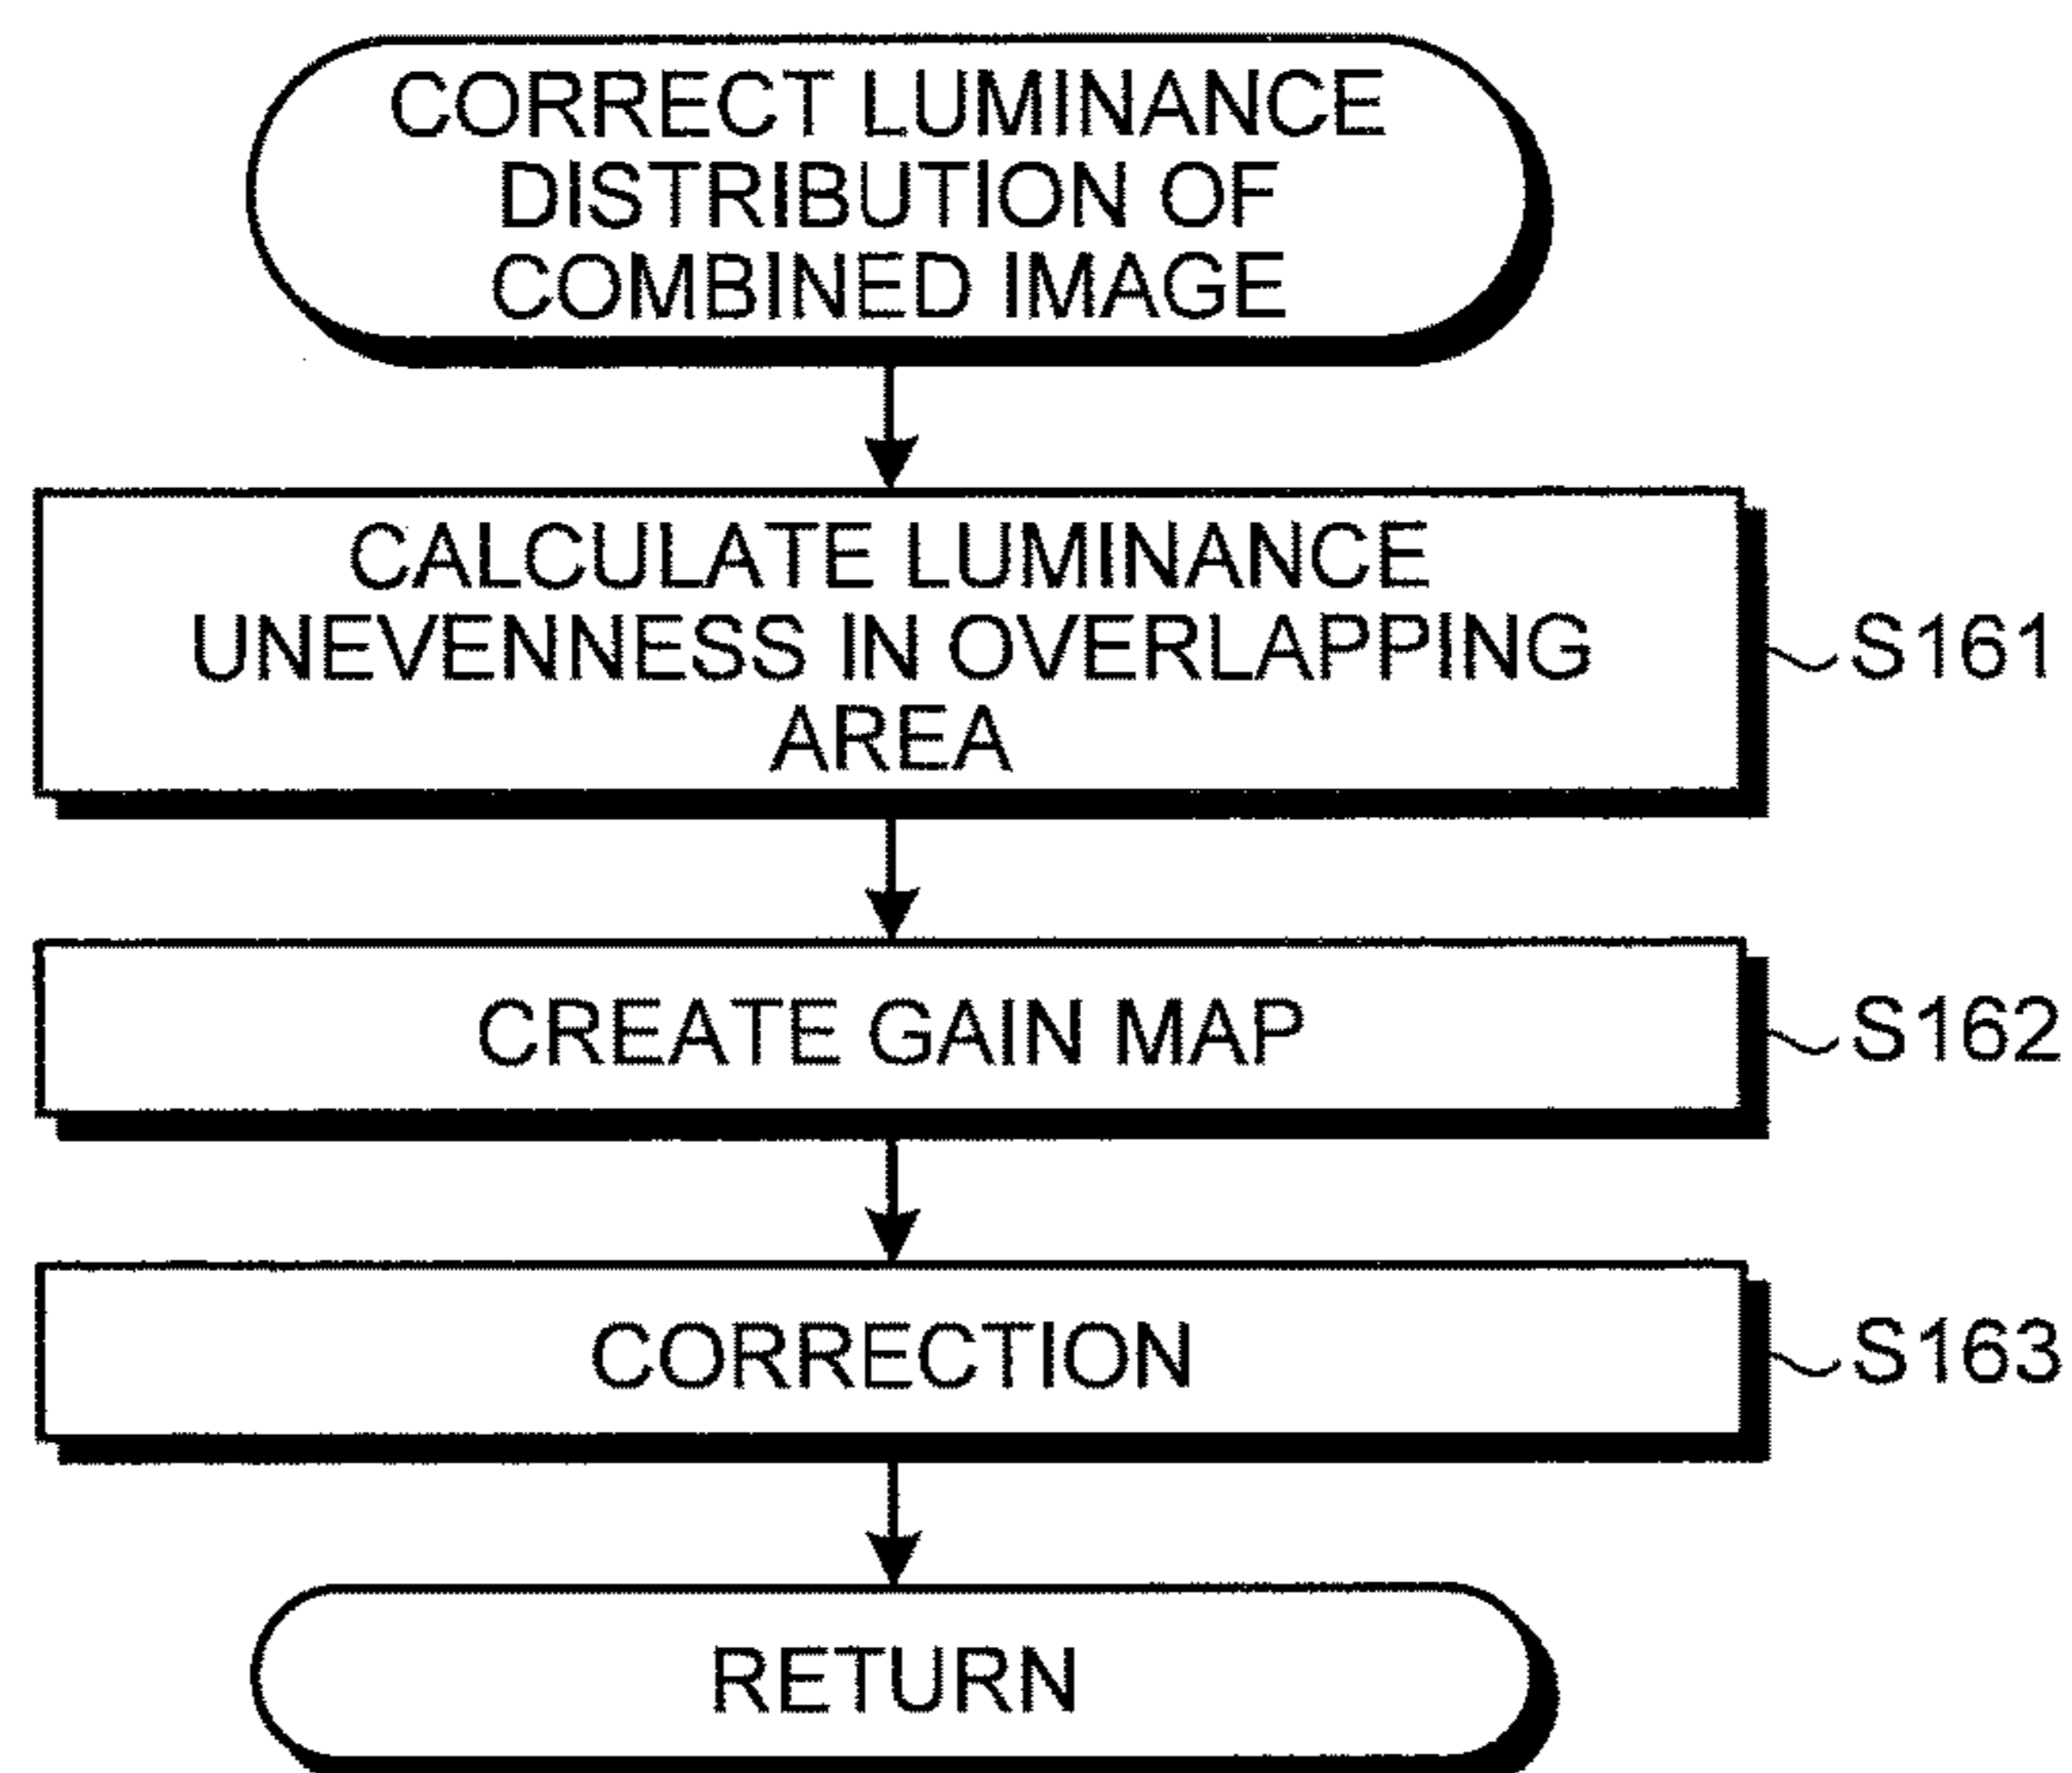 CORRECT LUMINANCE
DISTRIBUTION OF
COMBINED IMAGE
CALCULATE LUMINANCE
UNEVENNESS IN OVERLAPPING
AREA
S161
CREATE GAIN MAP
S162
CORRECTION
S163
RETURN